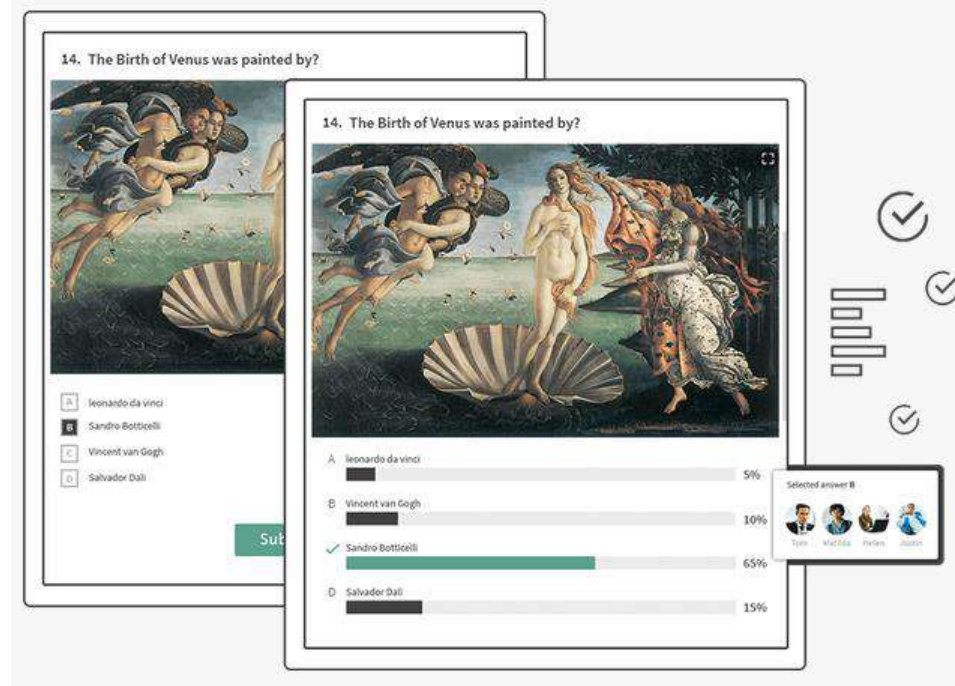 14. The Birth of Venus was painted by?
A leonardo da vinci
B Sandro Botticelli
C Vincent van Gogh
D Salvador Dali
Sub
14. The Birth of Venus was painted by?
A leonardo da vinci
5%
B Vincent van Gogh
10%
Sandro Botticelli
65%
D Salvador Dali
15%
Selected answer B
Tom Matilda Hellen Justin